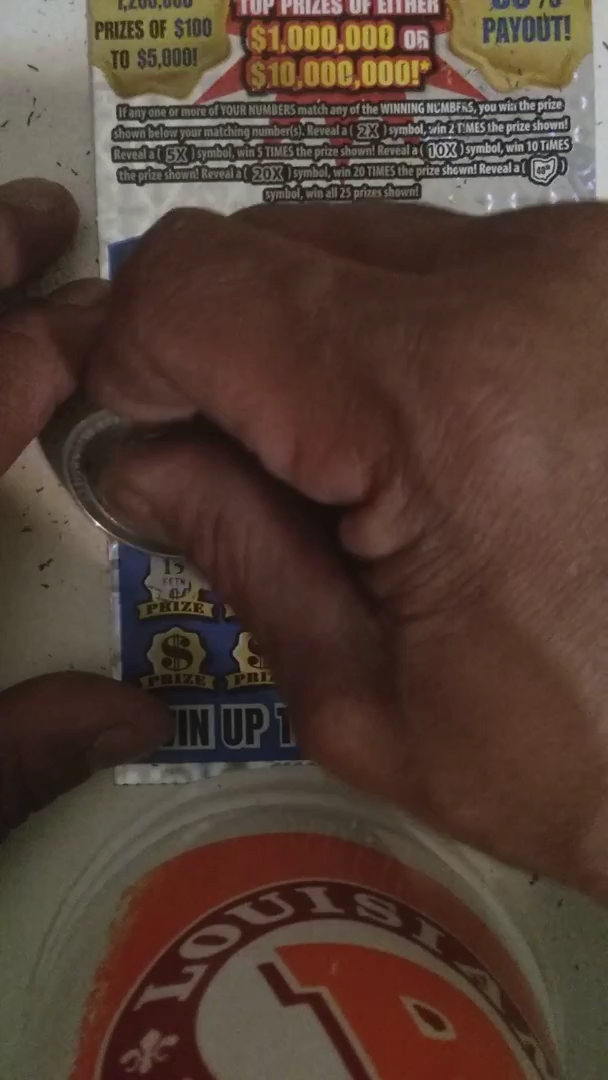 PRIZES OF $100
TO $5,000!
TOP PRIZES OF EITHER
$1,000,000 OR
$10,000,000!*
PAYOUT!
If any one or more of YOUR NUMBERS match any of the WINNING NUMBERS, you win the prize
shown below your matching number(s). Reveal a ( 2X ) symbol, win 2 TIMES the prize shown!
Reveal a ( 5X ) symbol, win 5 TIMES the prize shown! Reveal a ( 10X ) symbol, win 10 TIMES
the prize shown! Reveal a ( 20X ) symbol, win 20 TIMES the prize shown! Reveal a ( )
symbol, win all 25 prizes shown!
15
PRIZE
$ $
PRIZE
WIN UP
LOUISIA